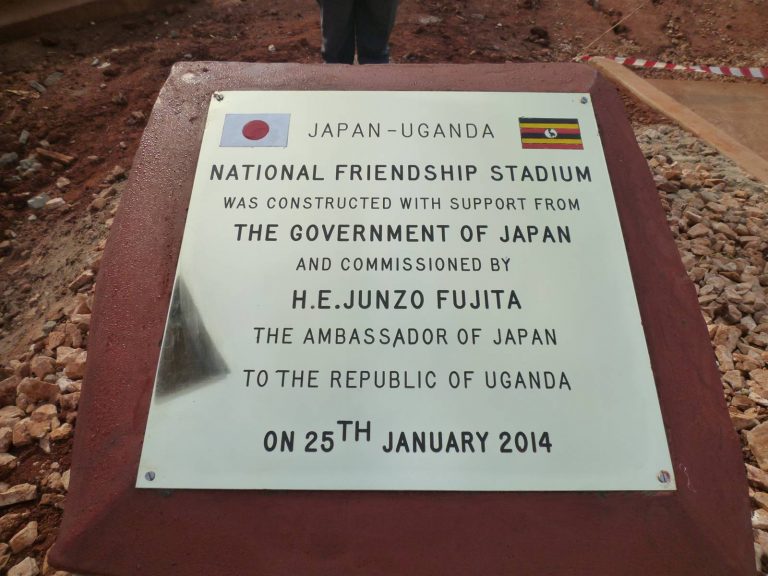 JAPAN-UGANDA
NATIONAL FRIENDSHIP STADIUM
WAS CONSTRUCTED WITH SUPPORT FROM
THE GOVERNMENT OF JAPAN
AND COMMISSIONED BY
H.E.JUNZO FUJITA
THE AMBASSADOR OF JAPAN
TO THE REPUBLIC OF UGANDA
ON 25TH JANUARY 2014